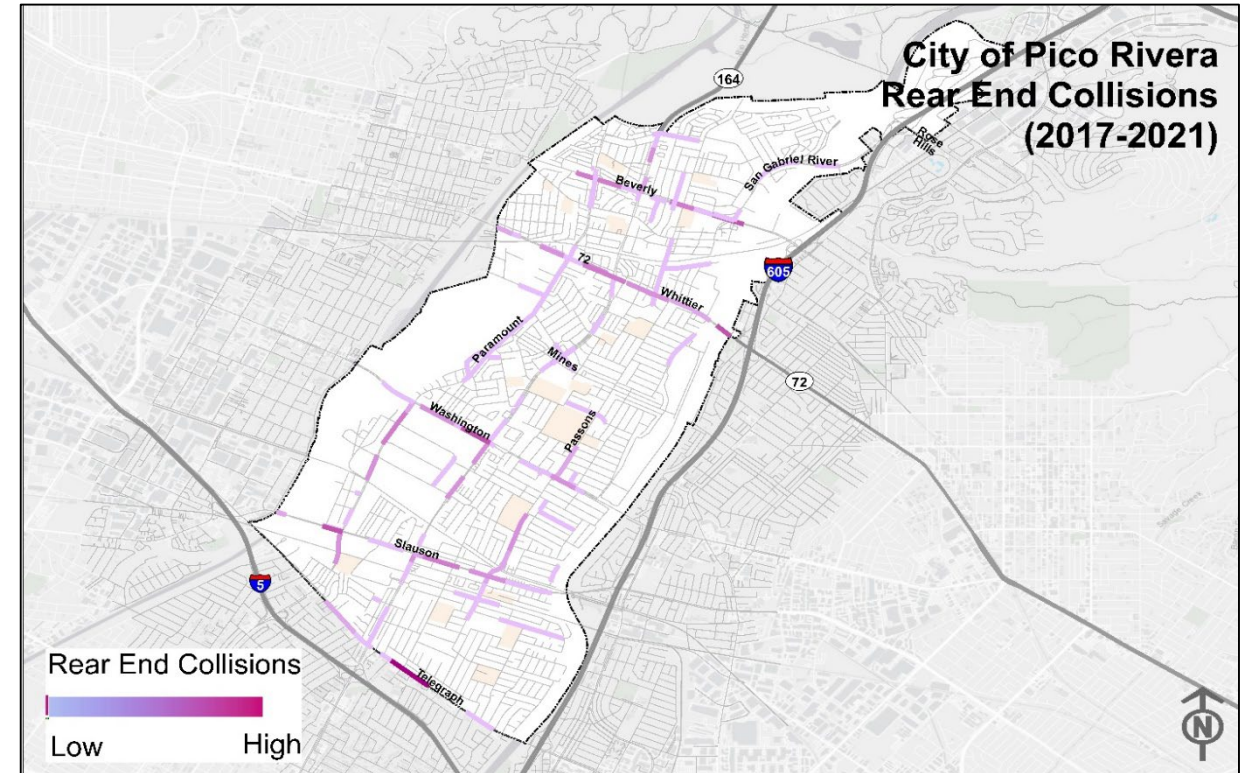 City of Pico Rivera
Rear End Collisions
(2017-2021)
164
Rose
Hills
San Gabriel River
Beverly
72
Whittier
605
Paramount
Mines
72
Washington
Passons
Slauson
5
Telegraph
Rear End Collisions
Low
High
N